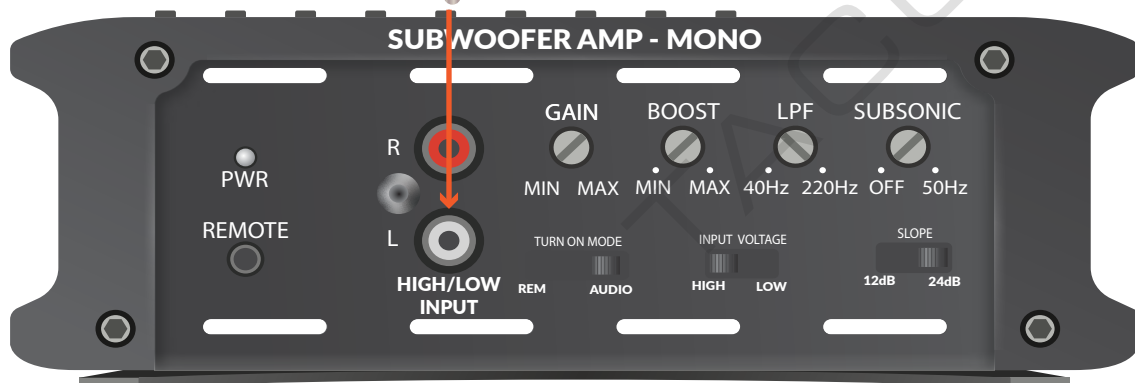 SUBWOOFER AMP - MONO
GAIN BOOST LPF SUBSONIC
R
PWR
MIN MAX MIN MAX 40Hz 220Hz OFF 50Hz
REMOTE
L
TURN ON MODE INPUT VOLTAGE SLOPE
HIGH/LOW
INPUT
REM AUDIO HIGH LOW 12dB 24dB